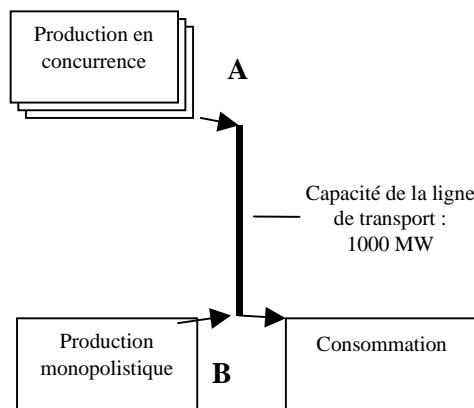 Production en
concurrence
A
Capacité de la ligne
de transport :
1000 MW
Production
monopolistique
B
Consommation